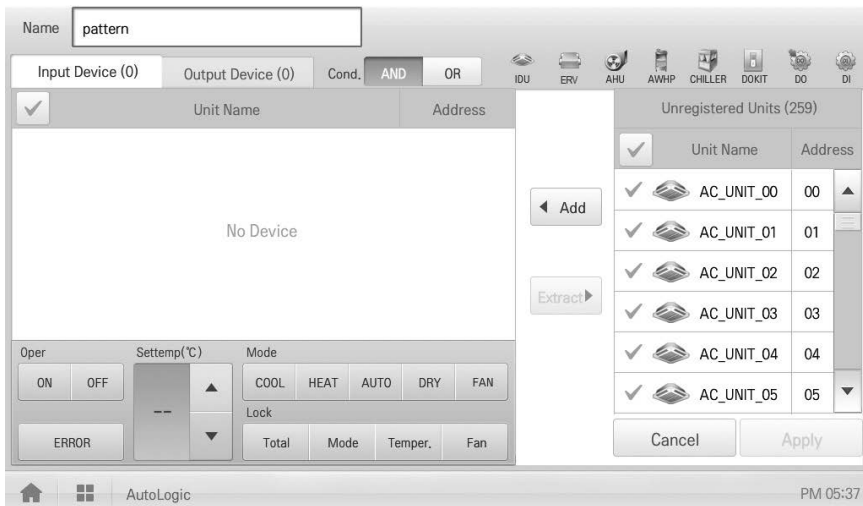 Name pattern
Input Device (0) Output Device (0) Cond. AND OR
IDU ERV AHU AWHP CHILLER DOKIT DO DI
Unit Name Address
No Device
Add
Extract
Unregistered Units (259)
Unit Name Address
AC_UNIT_00 00
AC_UNIT_01 01
AC_UNIT_02 02
AC_UNIT_03 03
AC_UNIT_04 04
AC_UNIT_05 05
Oper Settemp(℃) Mode
ON OFF -- COOL HEAT AUTO DRY FAN
Lock
ERROR Total Mode Temper. Fan
Cancel Apply
AutoLogic PM 05:37